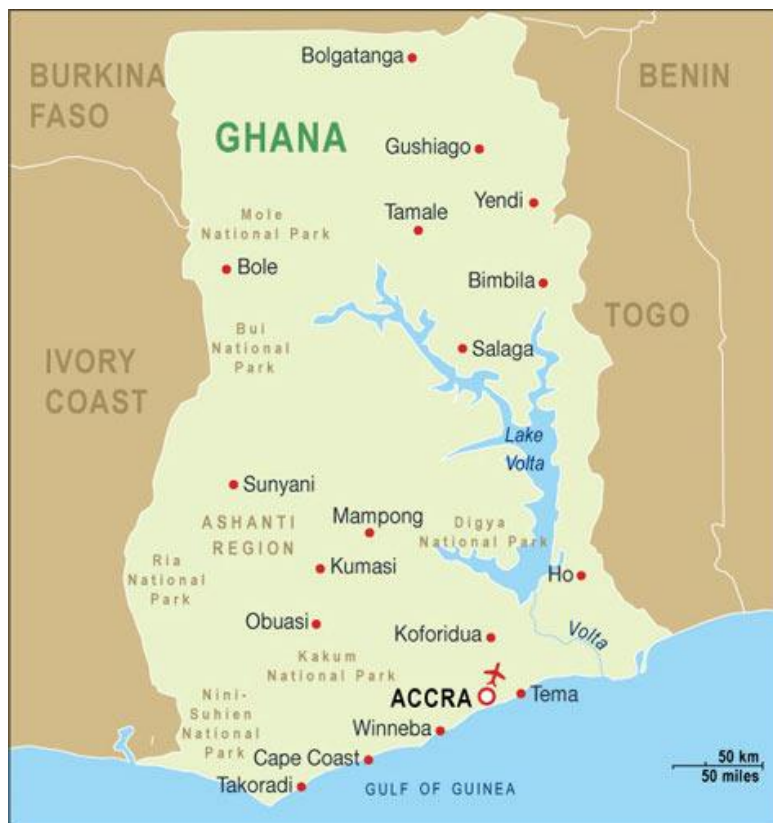 Bolgatanga
BURKINA
FASO
BENIN
GHANA
Gushiago
Yendi
Tamale
Mole
National Park
Bole
Bimbila
TOGO
Bui
National
Park
Salaga
IVORY
COAST
Lake
Volta
Sunyani
Mampong
ASHANTI
REGION
Digya
National Park
Ria
National
Park
Kumasi
Ho
Obuasi
Koforidua
Volta
Kakum
National Park
ACCRA
Tema
Nini-
Suhien
National
Park
Winneba
Cape Coast
50 km
50 miles
Takoradi
GULF OF GUINEA